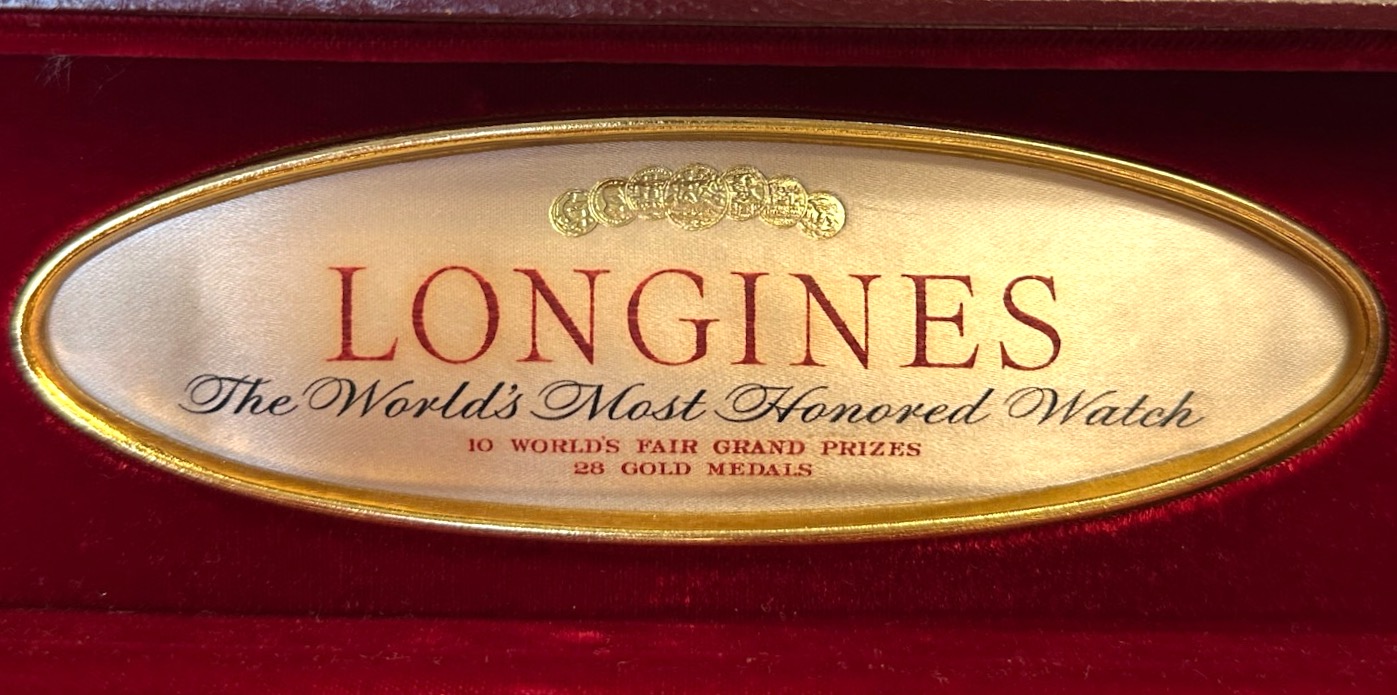 LONGINES
The World's Most Honored Watch
10 WORLD'S FAIR GRAND PRIZES
28 GOLD MEDALS